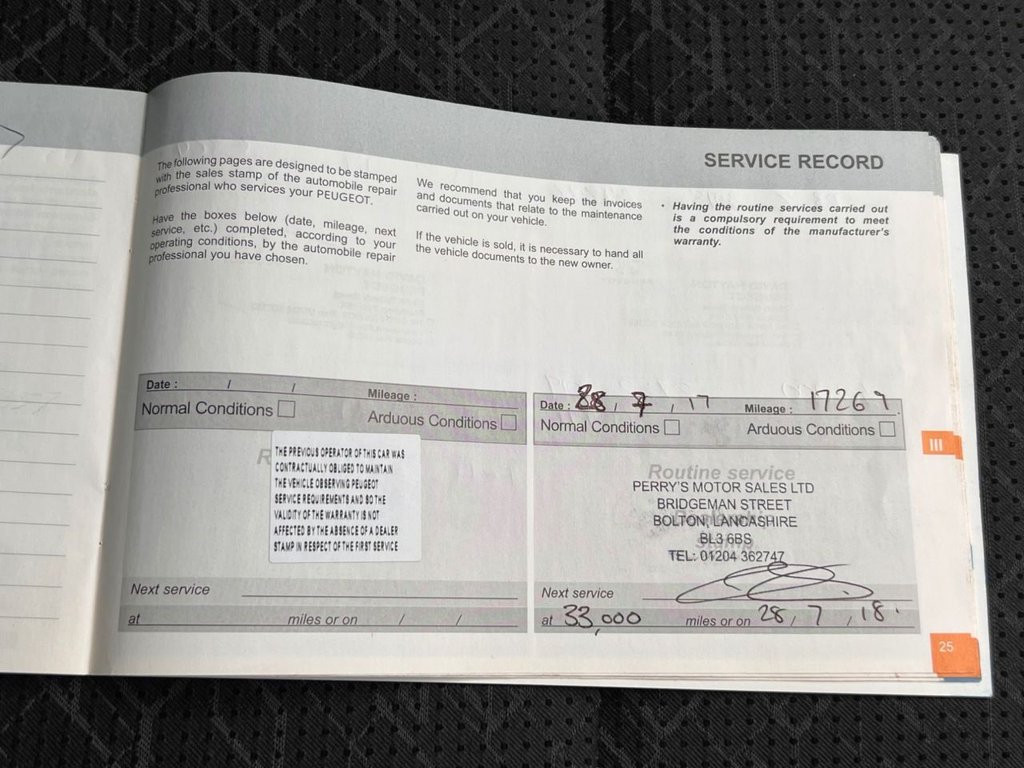 SERVICE RECORD
The following pages are designed to be stamped
with the sales stamp of the automobile repair
professional who services your PEUGEOT.
Have the boxes below (date, mileage, next
service, etc.) completed, according to your
operating conditions, by the automobile repair
professional you have chosen.
We recommend that you keep the invoices
and documents that relate to the maintenance
carried out on your vehicle.
If the vehicle is sold, it is necessary to hand all
the vehicle documents to the new owner.
• Having the routine services carried out
is a compulsory requirement to meet
the conditions of the manufacturer's
warranty.
Date : / / Mileage :
Normal Conditions Arduous Conditions
THE PREVIOUS OPERATOR OF THIS CAR WAS
CONTRACTUALLY OBLIGED TO MAINTAIN
THE VEHICLE OBSERVING PEUGEOT
SERVICE REQUIREMENTS AND SO THE
VALIDITY OF THE WARRANTY IS NOT
AFFECTED BY THE ABSENCE OF A DEALER
STAMP IN RESPECT OF THE FIRST SERVICE
Next service
at miles or on / /
Date : 28 / 7 / 17 Mileage : 17267
Normal Conditions Arduous Conditions
Routine service
PERRY'S MOTOR SALES LTD
BRIDGEMAN STREET
BOLTON, LANCASHIRE
BL3 6BS
TEL: 01204 362747
Next service
at 33,000 miles or on 28 / 7 / 18.
III
25